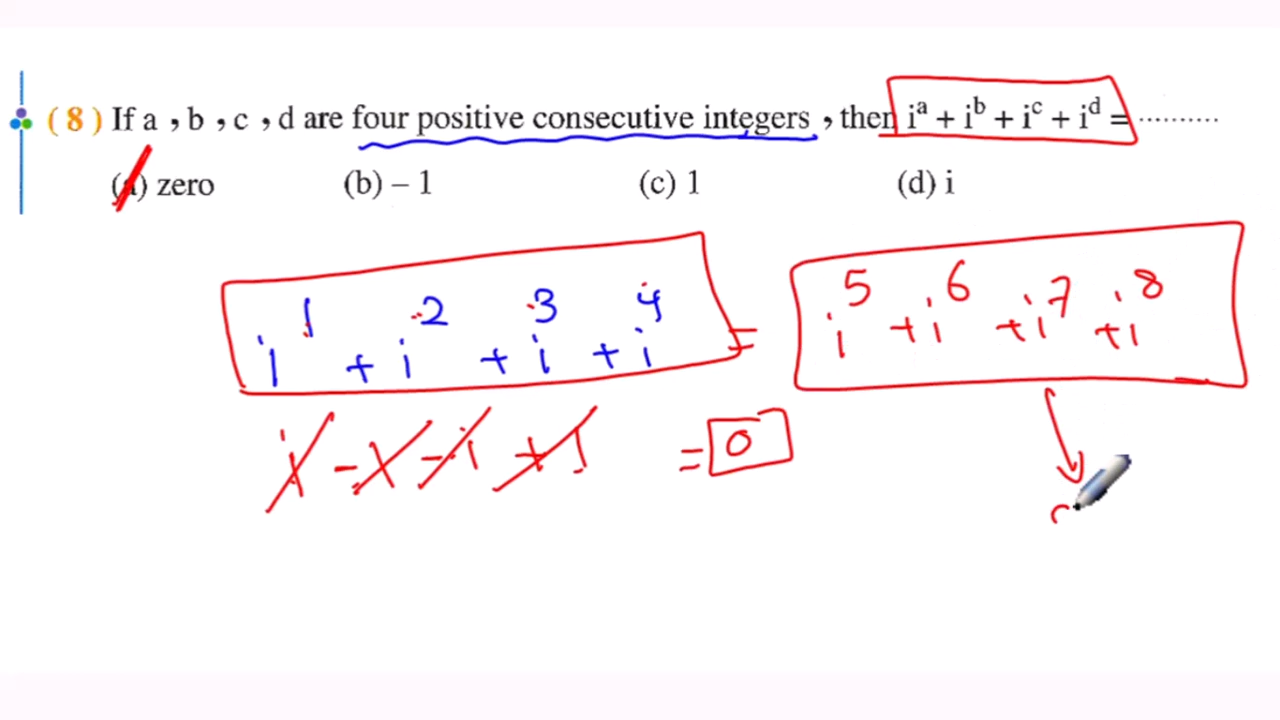 (8) If a , b , c , d are four positive consecutive integers , then i^a + i^b + i^c + i^d = ..........
(a) zero (b) – 1 (c) 1 (d) i
i^1 + i^2 + i^3 + i^4 = i^5 + i^6 + i^7 + i^8
i - 1 - i + 1 = 0